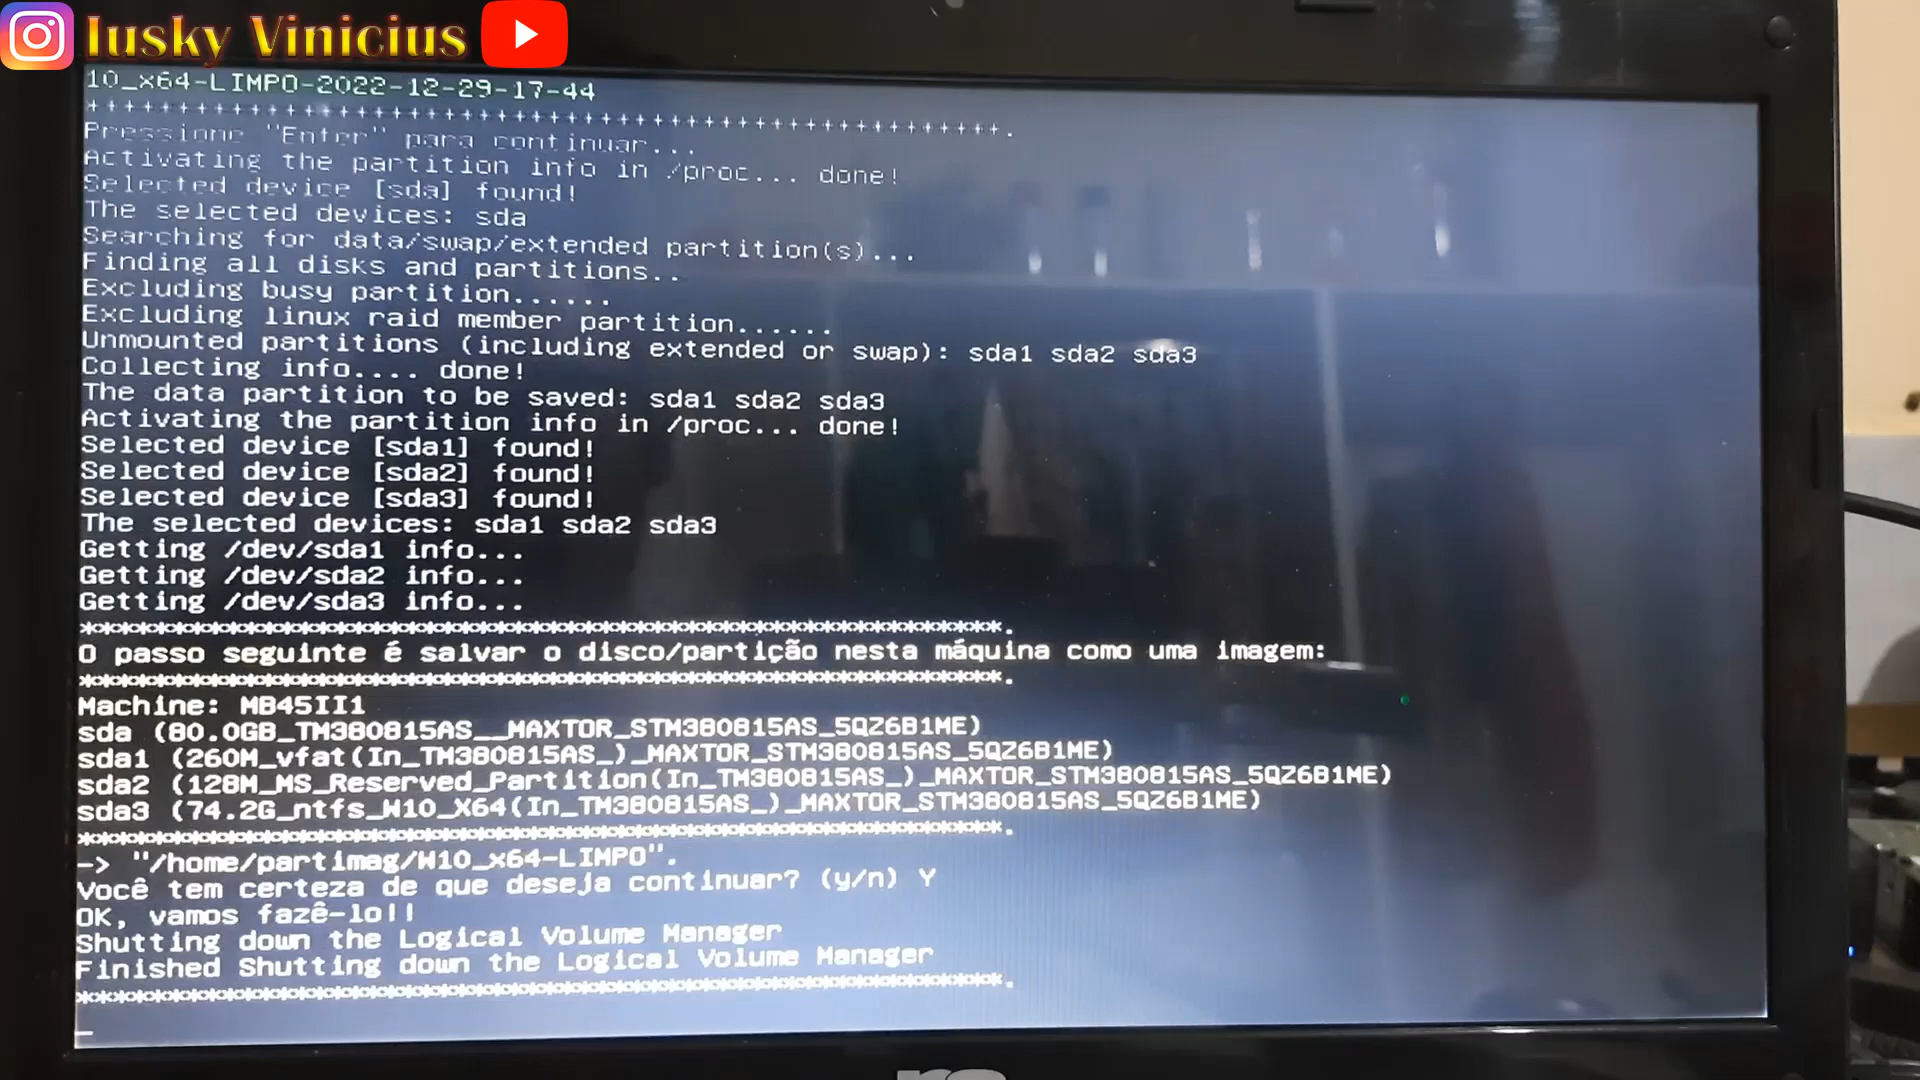 Iusky Vinicius
10_x64-LIMPO-2022-12-29-17-44
Pressione "Enter" para continuar...
Activating the partition info in /proc... done!
Selected device [sda] found!
The selected devices: sda
Searching for data/swap/extended partition(s)...
Finding all disks and partitions..
Excluding busy partition......
Excluding linux raid member partition......
Unmounted partitions (including extended or swap): sda1 sda2 sda3
Collecting info.... done!
The data partition to be saved: sda1 sda2 sda3
Activating the partition info in /proc... done!
Selected device [sda1] found!
Selected device [sda2] found!
Selected device [sda3] found!
The selected devices: sda1 sda2 sda3
Getting /dev/sda1 info...
Getting /dev/sda2 info...
Getting /dev/sda3 info...
O passo seguinte é salvar o disco/partição nesta máquina como uma imagem:
Machine: MB45II1
sda (80.0GB_TM380815AS__MAXTOR_STM380815AS_5QZ6B1ME)
sda1 (260M_vfat(In_TM380815AS_)_MAXTOR_STM380815AS_5QZ6B1ME)
sda2 (128M_MS_Reserved_Partition(In_TM380815AS_)_MAXTOR_STM380815AS_5QZ6B1ME)
sda3 (74.2G_ntfs_W10_X64(In_TM380815AS_)_MAXTOR_STM380815AS_5QZ6B1ME)
-> "/home/partimag/W10_x64-LIMPO".
Você tem certeza de que deseja continuar? (y/n) Y
OK, vamos fazê-lo!!
Shutting down the Logical Volume Manager
Finished Shutting down the Logical Volume Manager